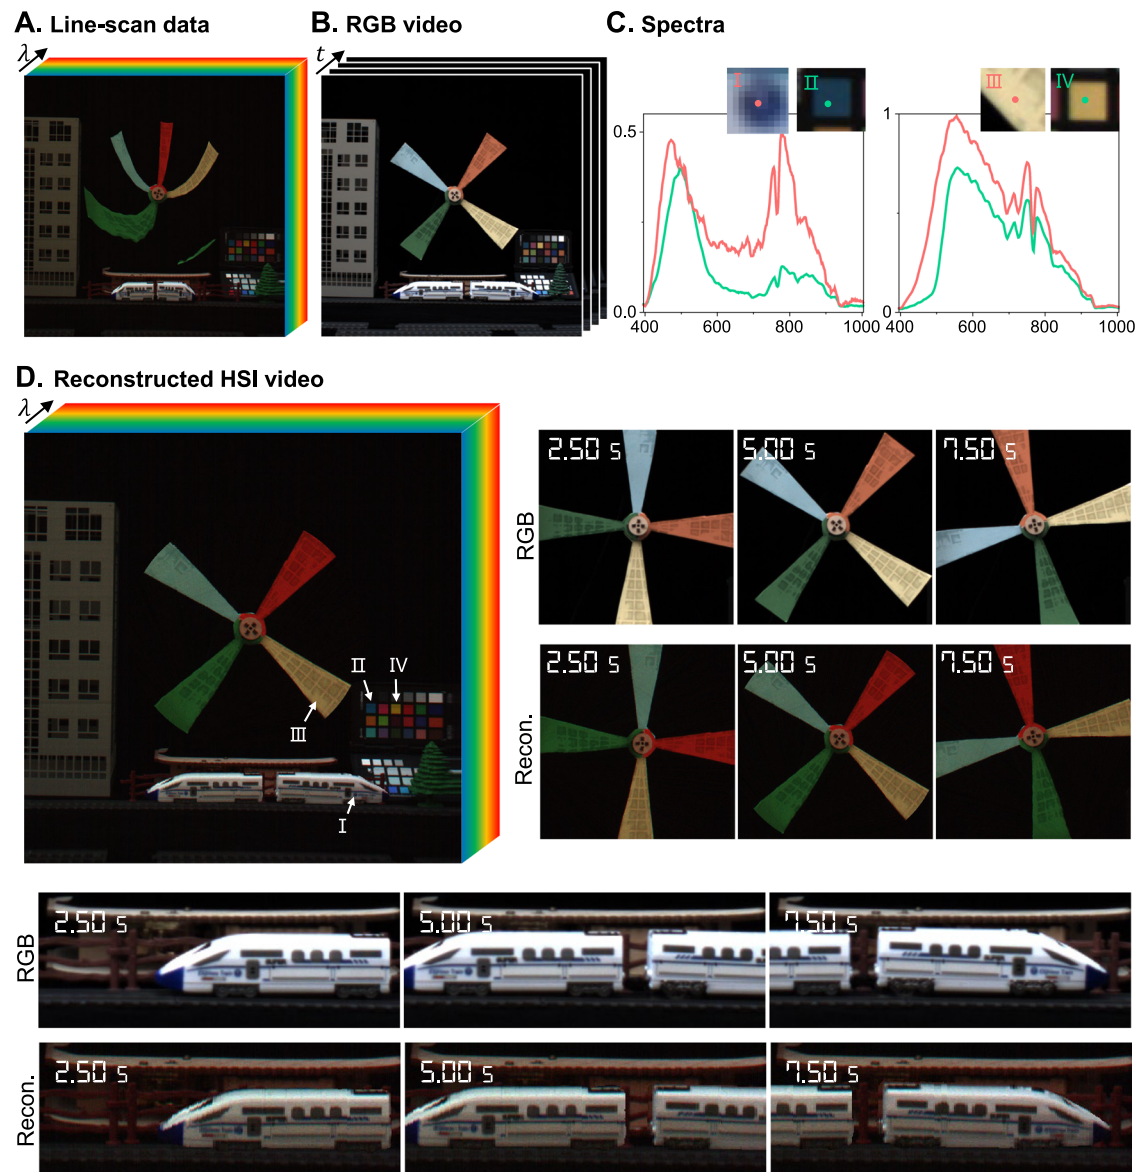 A. Line-scan data
B. RGB video
C. Spectra
λ
t
I
II
III
IV
0.5
0.0
400
600
800
1000
1
0
400
600
800
1000
D. Reconstructed HSI video
λ
II
IV
III
I
RGB
2.50 s
5.00 s
7.50 s
Recon.
2.50 s
5.00 s
7.50 s
RGB
2.50 s
5.00 s
7.50 s
Recon.
2.50 s
5.00 s
7.50 s